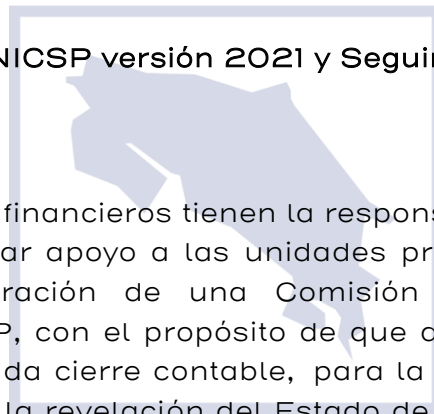 NICSP versión 2021 y Segui
financieros tienen la respons
ar apoyo a las unidades pr
ración de una Comisión
P, con el propósito de que
da cierre contable, para la
la revelación del Estado de